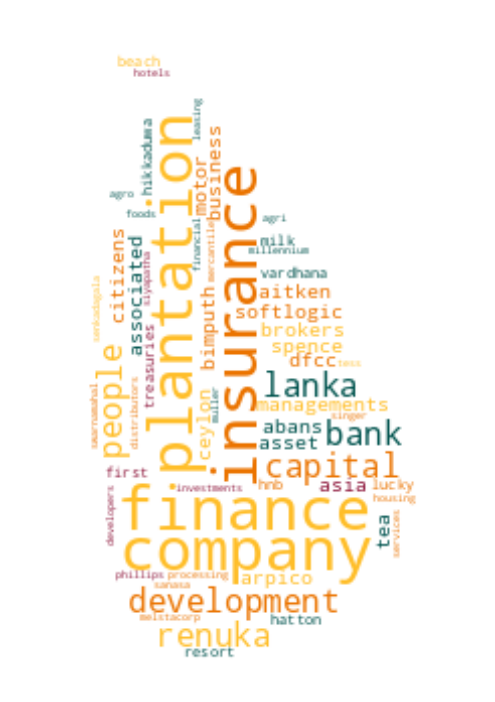 beach
hotels
leasing
hikkaduwa
plantation
business
motor
insurance
agro
foods
agri
financial
mercantile
milk
millennium
citizens
associated
siyapatha
vardhana
senkadagala
aitken
bimputh
softlogic
brokers
treasuries
people
spence
dfcc
tess
lanka
swarnamahal
distributors
ceylon
muller
managements
singer
abans
bank
asset
capital
first
investments
hnb
asia
lucky
housing
developers
finance
tea
services
company
phillips
processing
arpico
sanasa
development
melstacorp
hatton
renuka
resort